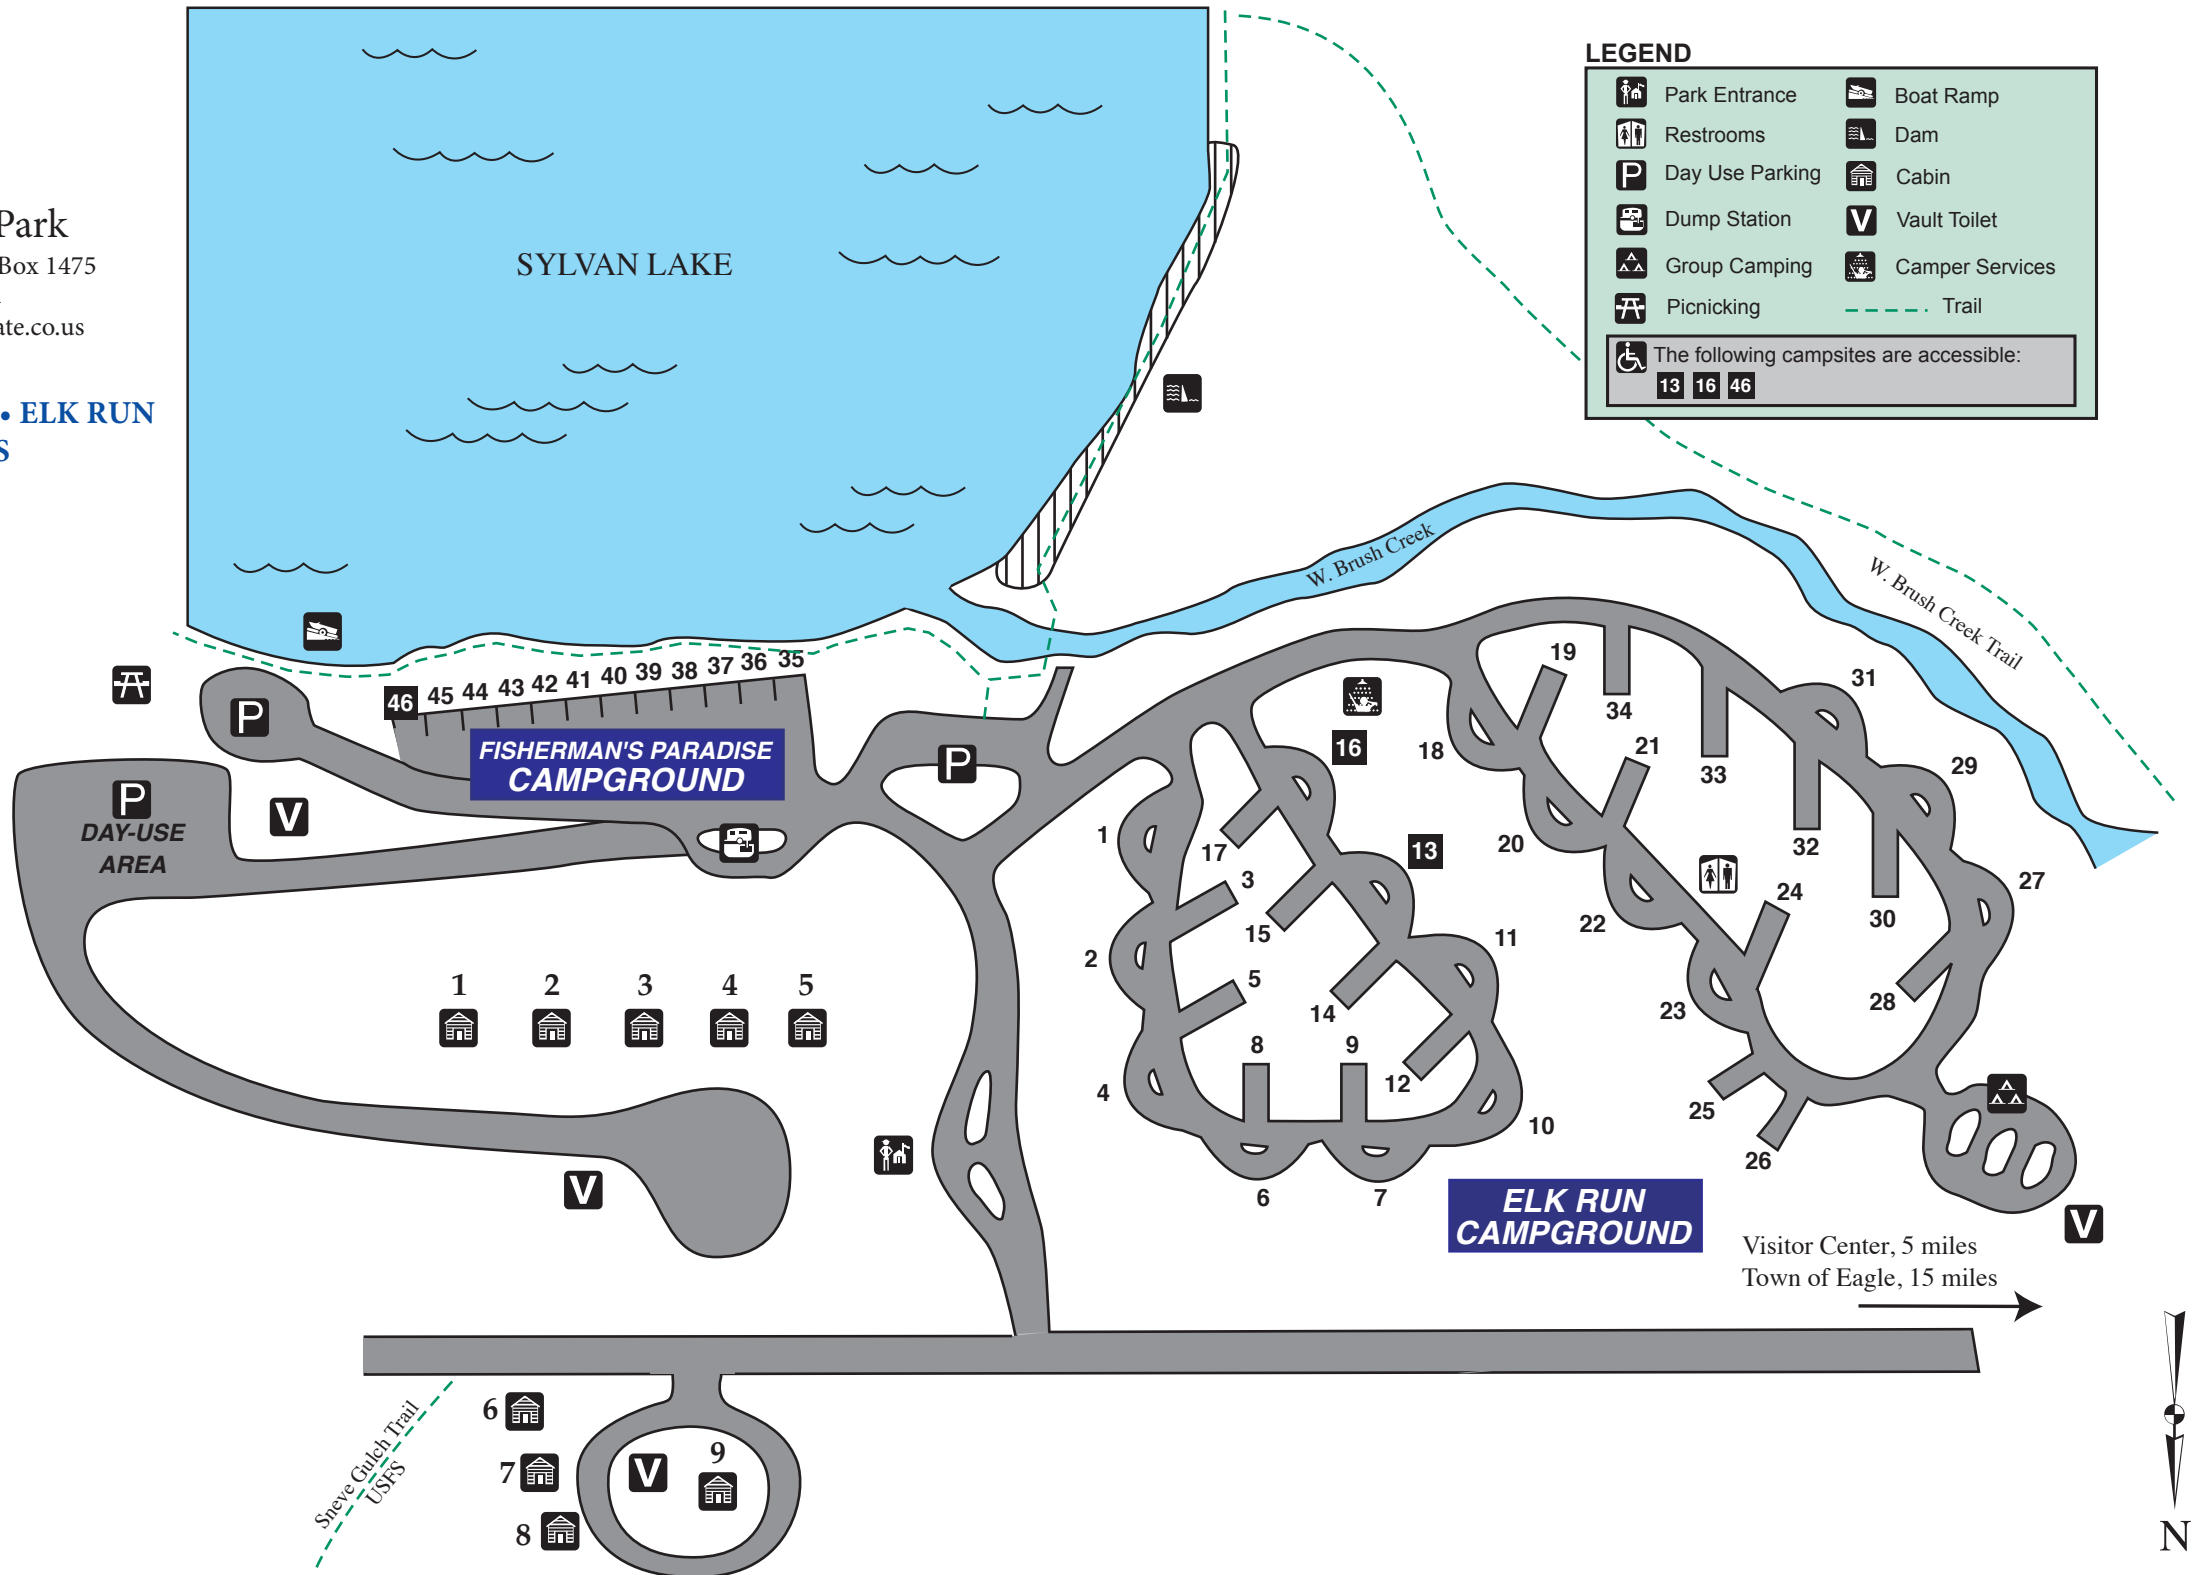 Park
Box 1475
ate.co.us
• ELK RUN
S
SYLVAN LAKE
LEGEND
Park Entrance
Boat Ramp
Restrooms
Dam
P Day Use Parking
Cabin
Dump Station
V Vault Toilet
Group Camping
Camper Services
Picnicking
Trail
The following campsites are accessible:
13 16 46
W. Brush Creek
W. Brush Creek Trail
46 45 44 43 42 41 40 39 38 37 36 35
P
FISHERMAN'S PARADISE
CAMPGROUND
P
P
DAY-USE
AREA
V
1 2 3 4 5
V
16
13
1
17
3
15
2
5
14
11
8
9
12
4
10
6
7
19
34
31
18
21
33
29
20
32
27
22
24
30
23
28
25
26
ELK RUN
CAMPGROUND
V
Visitor Center, 5 miles
Town of Eagle, 15 miles
Sneve Gulch Trail
USFS
6
7
8
V
9
N